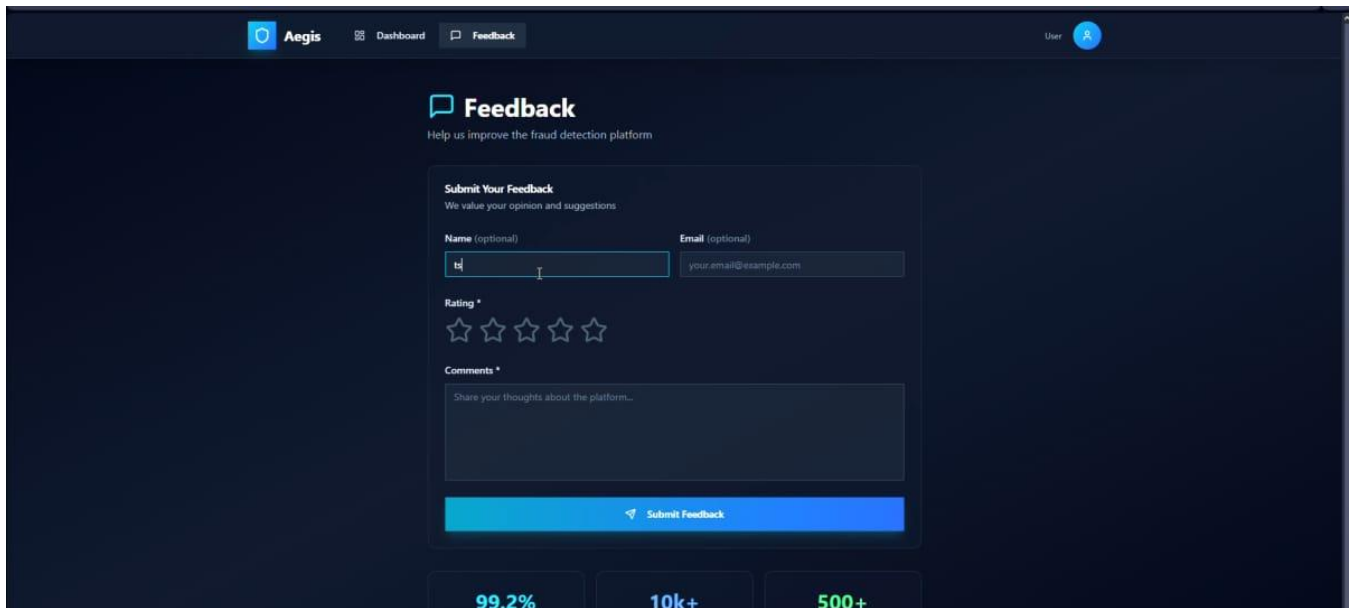 Aegis Dashboard Feedback User
Feedback
Help us improve the fraud detection platform
Submit Your Feedback
We value your opinion and suggestions
Name (optional) Email (optional)
ts your.email@example.com
Rating *
Comments *
Share your thoughts about the platform...
Submit Feedback
99.2% 10k+ 500+